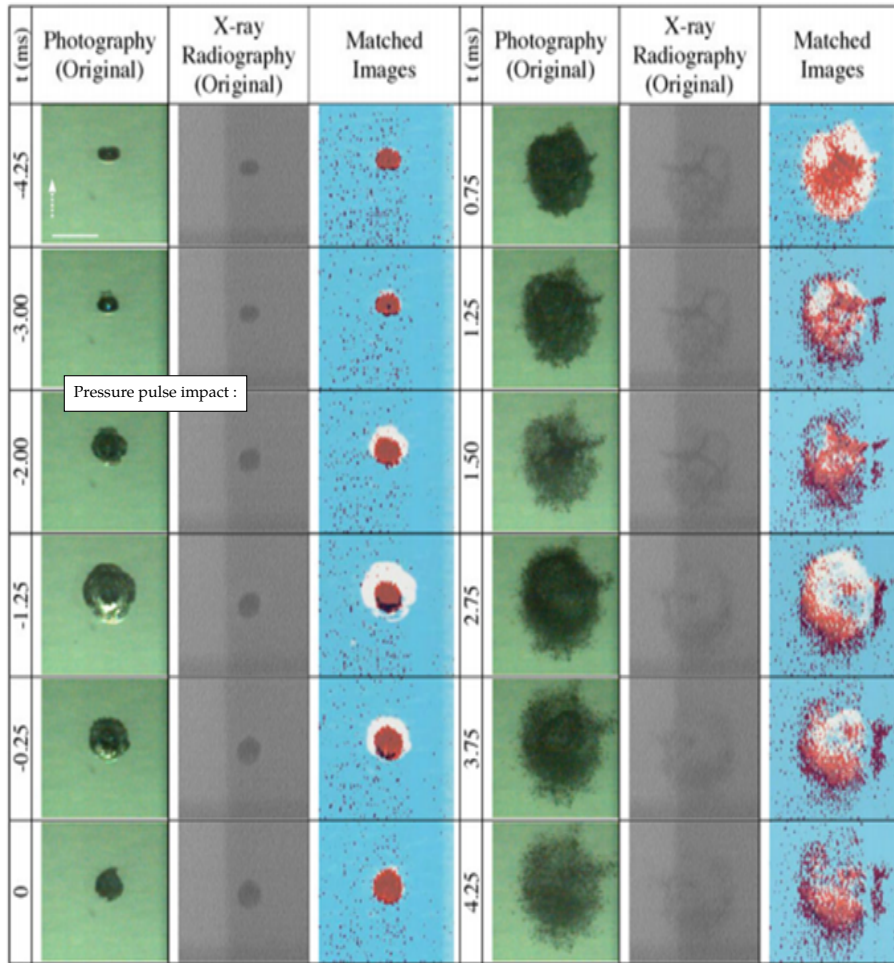 t (ms)
Photography
(Original)
X-ray
Radiography
(Original)
Matched
Images
t (ms)
Photography
(Original)
X-ray
Radiography
(Original)
Matched
Images
-4.25
0.75
-3.00
1.25
Pressure pulse impact :
-2.00
1.50
-1.25
2.75
-0.25
3.75
0
4.25